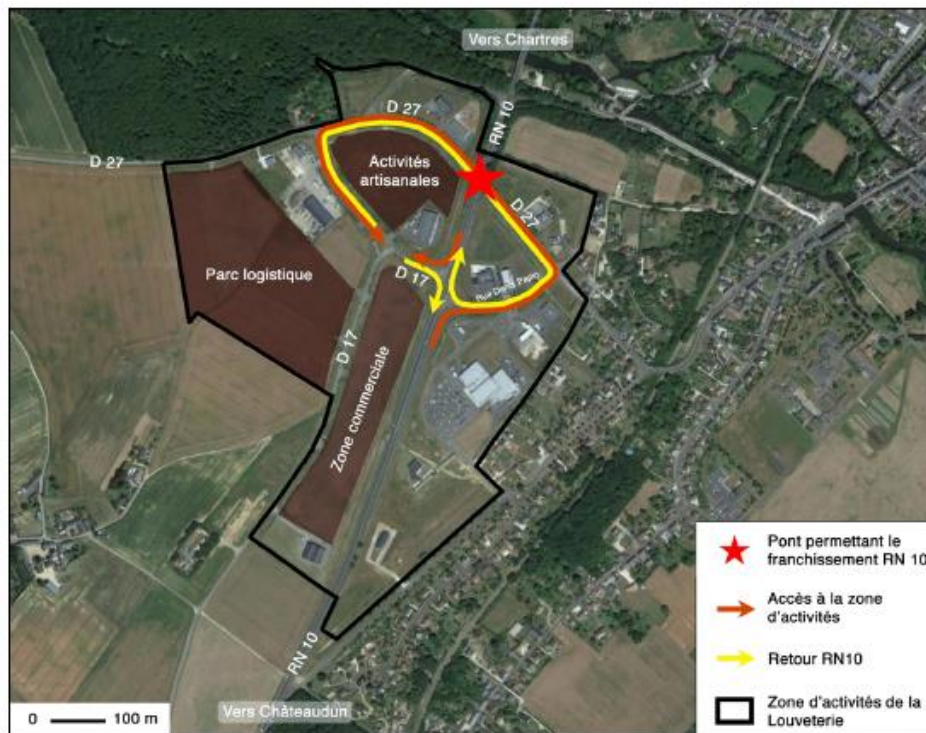 Vers Chartres
D 27
RN 10
D 27
Activités
artisanales
D 27
Parc logistique
D 17
Rue Denis Papin
D 17
Zone commerciale
RN 10
Vers Châteaudun
0 100 m
Pont permettant le
franchissement RN 10
Accès à la zone
d'activités
Retour RN10
Zone d'activités de la
Louveterie